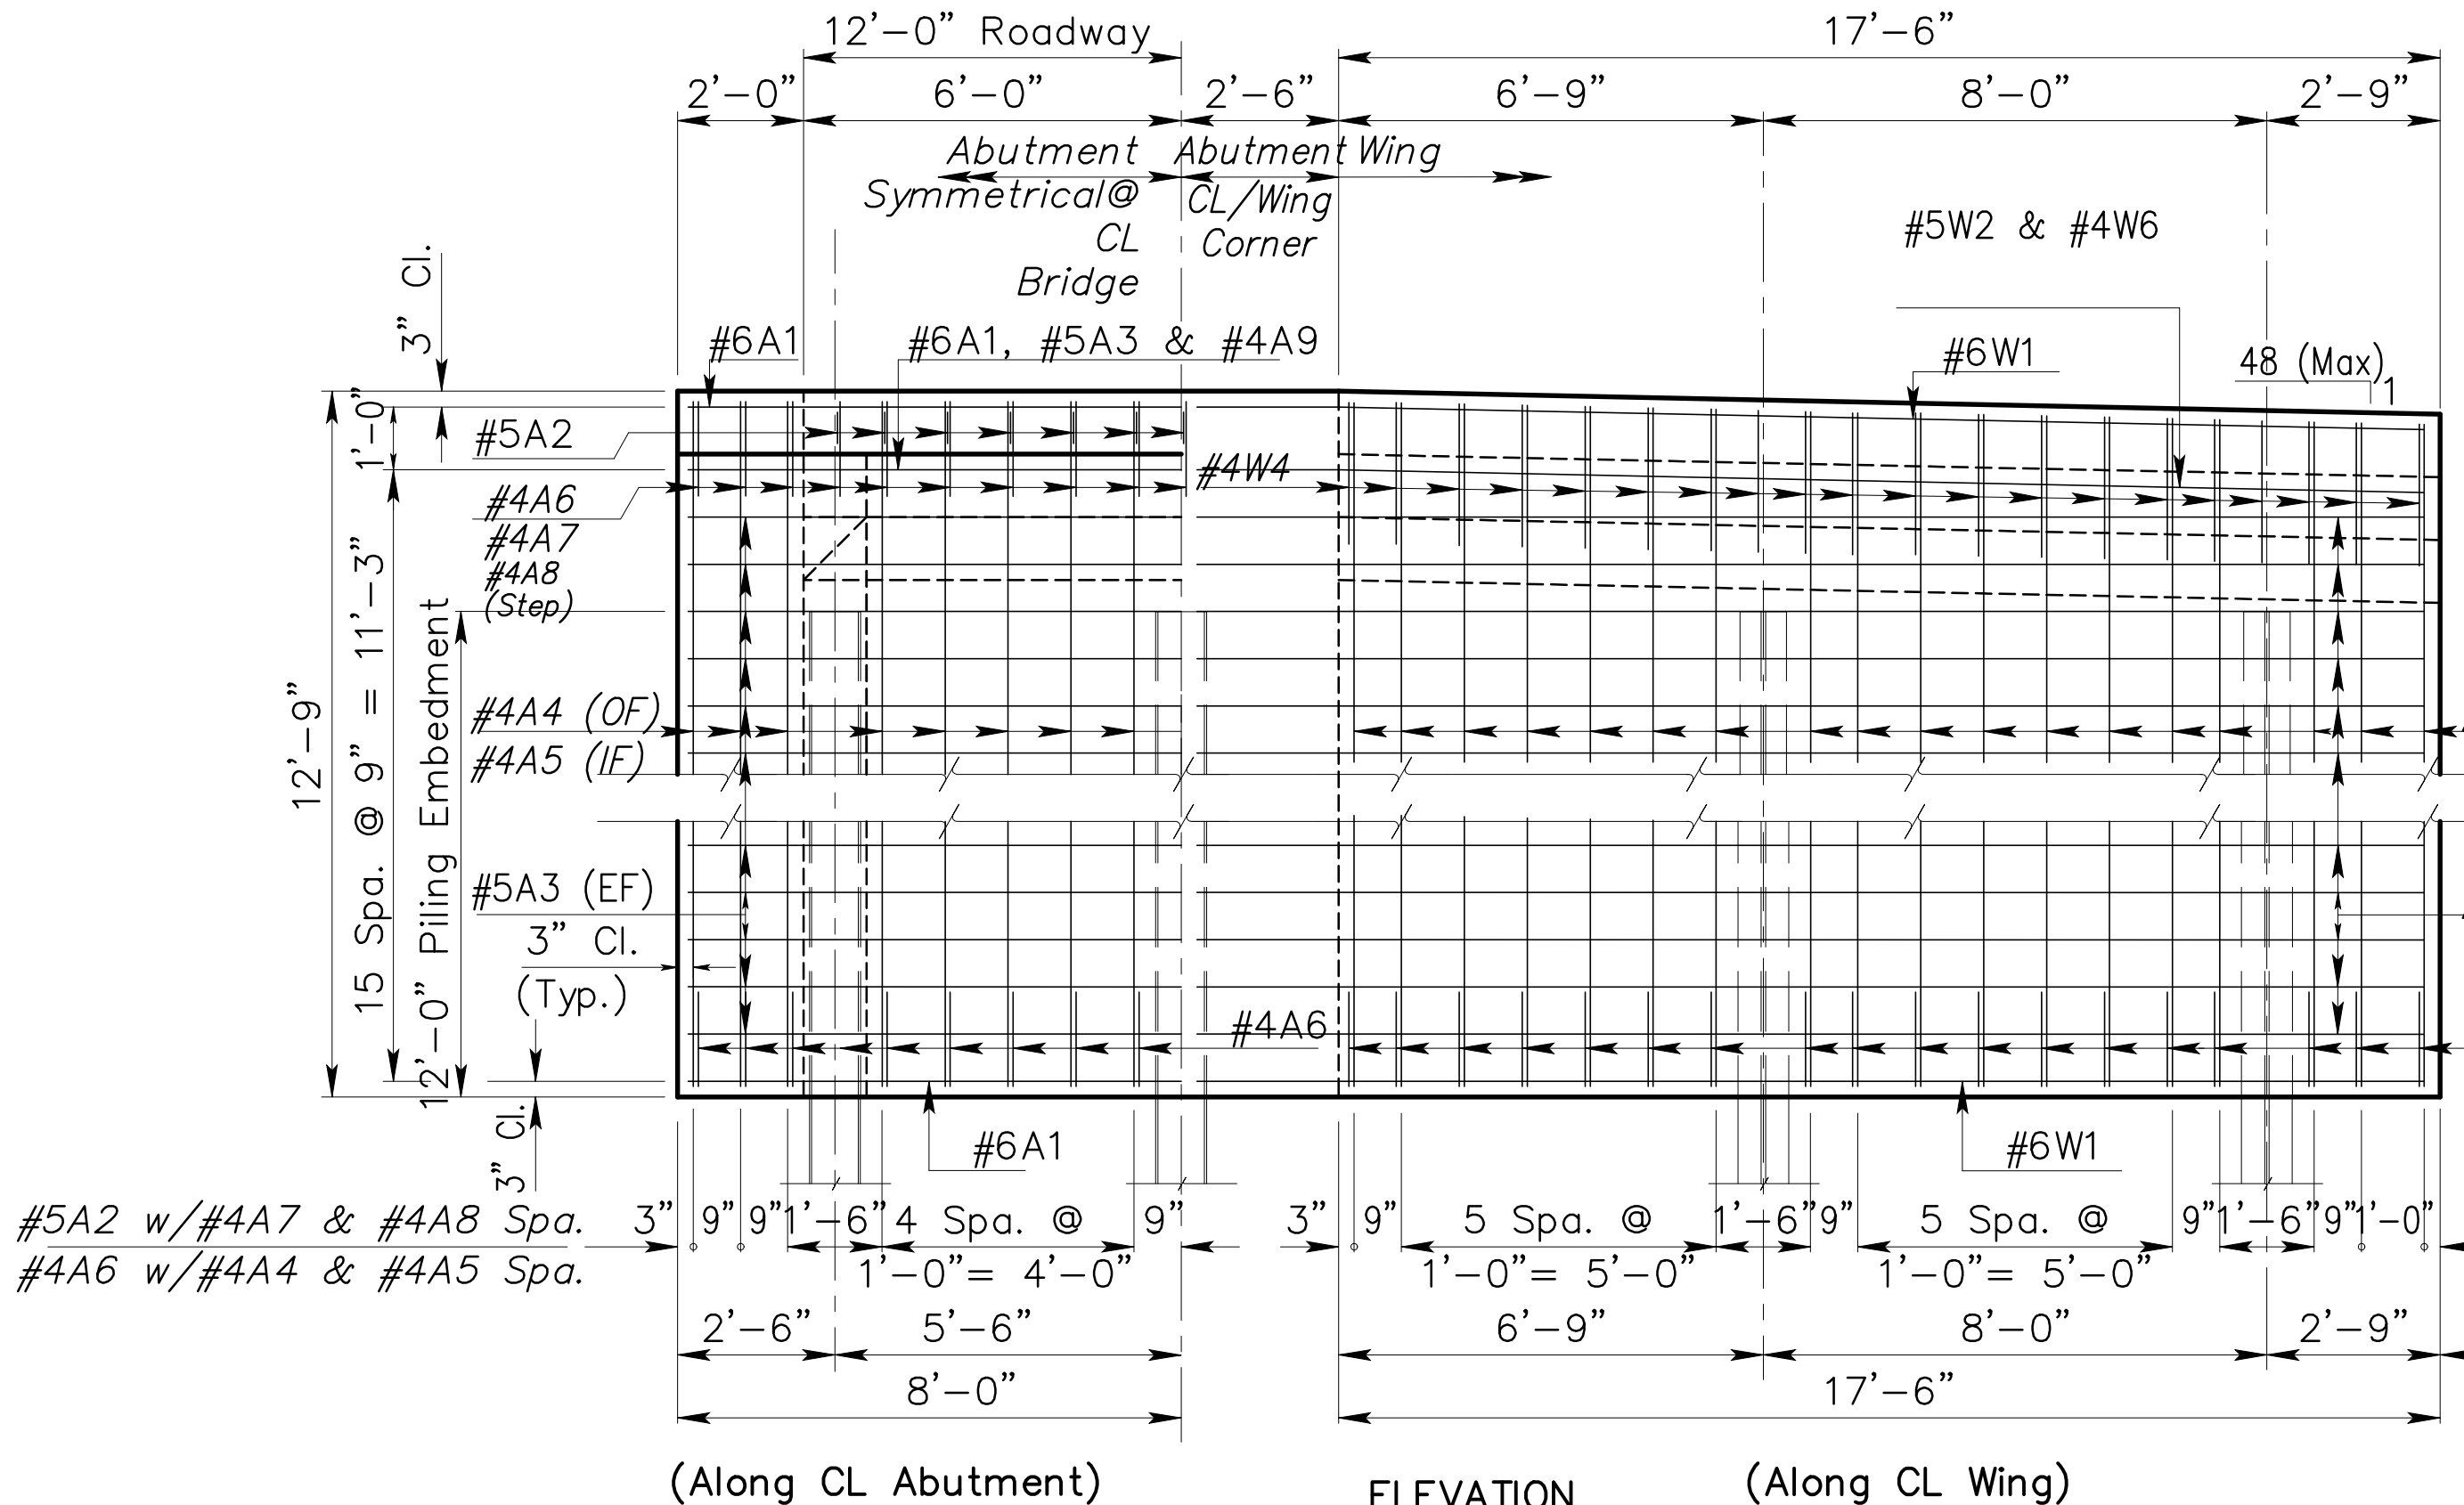 12'-0" Roadway
17'-6"
2'-0"
6'-0"
2'-6"
6'-9"
8'-0"
2'-9"
Abutment
Symmetrical@
CL
Bridge
Abutment
CL/Wing
Corner
Wing
#5W2 & #4W6
3" Cl.
#6A1
#6A1, #5A3 & #4A9
#6W1
48 (Max)
1
1'-0"
#5A2
#4W4
#4A6
#4A7
#4A8
(Step)
12'-9"
15 Spa. @ 9" = 11'-3"
12'-0" Piling Embedment
#4A4 (OF)
#4A5 (IF)
#5A3 (EF)
3" Cl.
(Typ.)
#4A6
3" Cl.
#6A1
#6W1
#5A2 w/#4A7 & #4A8 Spa.
#4A6 w/#4A4 & #4A5 Spa.
3"
9"
9"
1'-6"
4 Spa. @
1'-0"= 4'-0"
9"
3"
9"
5 Spa. @
1'-0"= 5'-0"
1'-6"
9"
5 Spa. @
1'-0"= 5'-0"
9"
1'-6"
9"
1'-0"
2'-6"
5'-6"
6'-9"
8'-0"
2'-9"
8'-0"
17'-6"
(Along CL Abutment)
ELEVATION
(Along CL Wing)